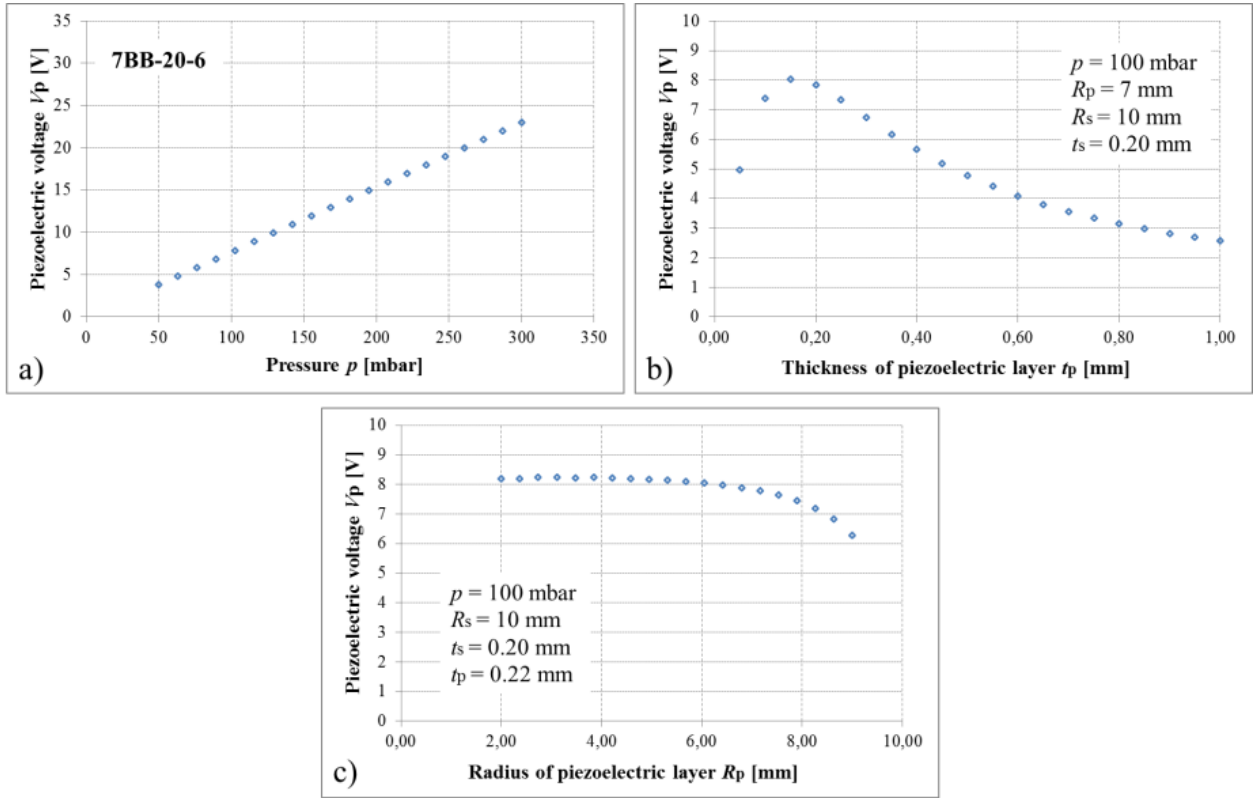 35
30
25
20
15
10
5
0
7BB-20-6
Piezoelectric voltage Vp [V]
0 50 100 150 200 250 300 350
Pressure p [mbar]
a)
10
9
8
7
6
5
4
3
2
1
0
p = 100 mbar
Rp = 7 mm
Rs = 10 mm
ts = 0.20 mm
Piezoelectric voltage Vp [V]
0,00 0,20 0,40 0,60 0,80 1,00
Thickness of piezoelectric layer tp [mm]
b)
10
9
8
7
6
5
4
3
2
1
0
Piezoelectric voltage Vp [V]
p = 100 mbar
Rs = 10 mm
ts = 0.20 mm
tp = 0.22 mm
0,00 2,00 4,00 6,00 8,00 10,00
Radius of piezoelectric layer Rp [mm]
c)